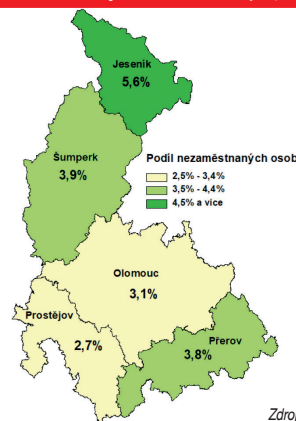 Jeseník
5,6%
Šumperk
3,9%
Podíl nezaměstnaných osob
2,5% - 3,4%
3,5% - 4,4%
4,5% a více
Olomouc
3,1%
Prostějov
2,7%
Přerov
3,8%